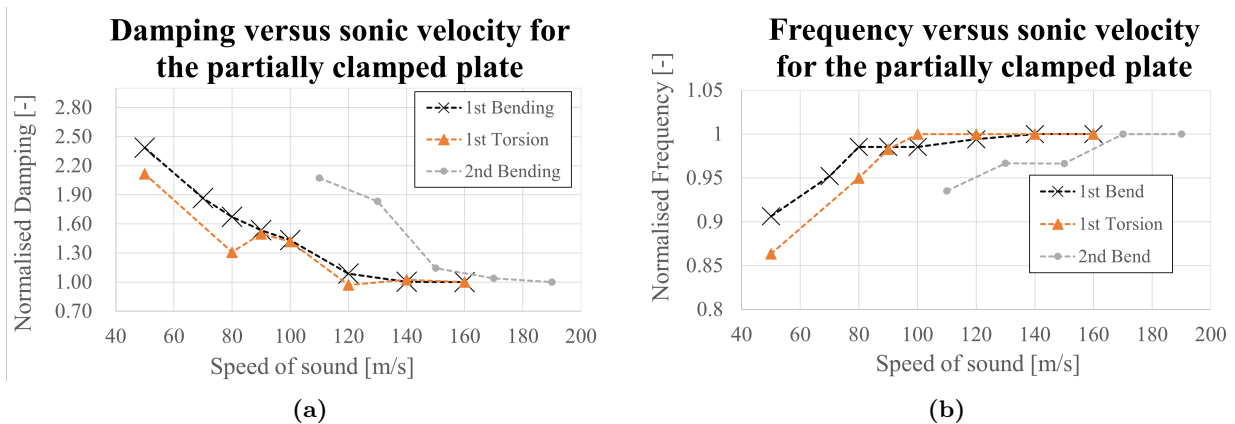 Damping versus sonic velocity for
the partially clamped plate
Normalised Damping [-]
2.80
2.50
2.20
1.90
1.60
1.30
1.00
0.70
40 60 80 100 120 140 160 180 200
Speed of sound [m/s]
1st Bending
1st Torsion
2nd Bending
(a)
Frequency versus sonic velocity
for the partially clamped plate
Normalised Frequency [-]
1.05
1
0.95
0.9
0.85
0.8
40 60 80 100 120 140 160 180 200
Speed of sound [m/s]
1st Bend
1st Torsion
2nd Bend
(b)